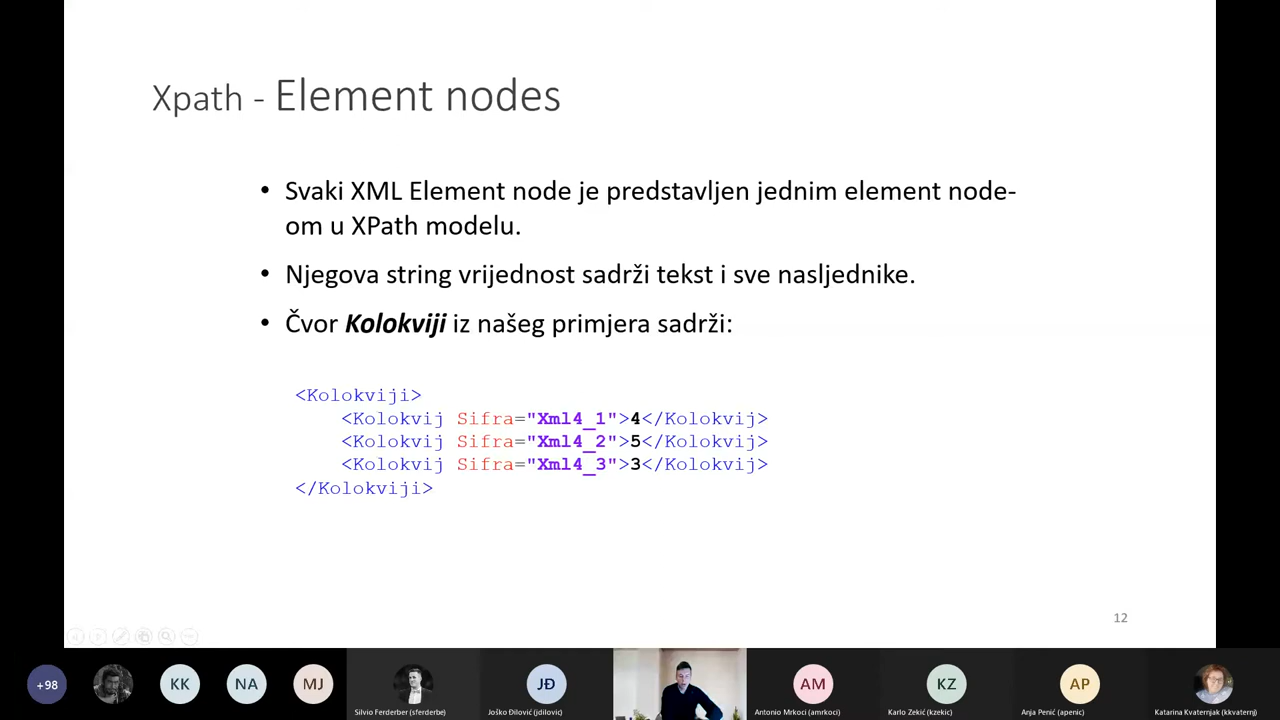 Xpath - Element nodes
• Svaki XML Element node je predstavljen jednim element node-
om u XPath modelu.
• Njegova string vrijednost sadrži tekst i sve nasljednike.
• Čvor Kolokviji iz našeg primjera sadrži:
<Kolokviji>
<Kolokvij Sifra="Xml4_1">4</Kolokvij>
<Kolokvij Sifra="Xml4_2">5</Kolokvij>
<Kolokvij Sifra="Xml4_3">3</Kolokvij>
</Kolokviji>
12
+98
KK
NA
MJ
JĐ
AM
KZ
AP
Silvio Ferderber (sferderbe)
Joško Đilović (jdilovic)
Antonio Mrkoci (amrkoci)
Karlo Zekić (kzekic)
Anja Penić (apenic)
Katarina Kvaternjak (kkvaternj)